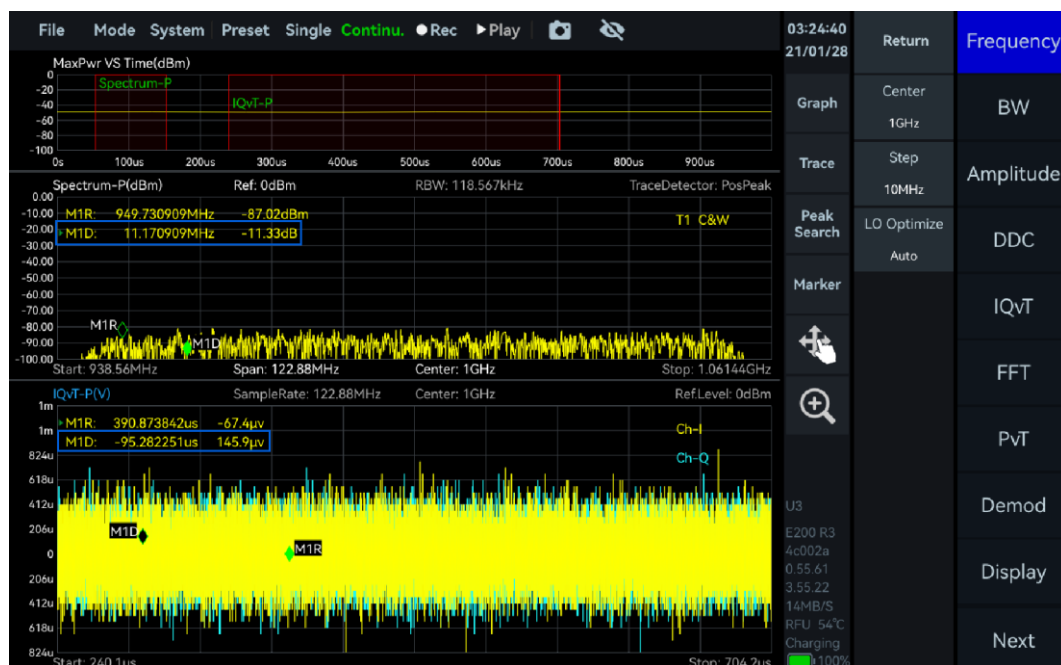 File Mode System Preset Single Continu. Rec Play
03:24:40
21/01/28
Return
Frequency
MaxPwr VS Time(dBm)
0
-20
-40
-60
-80
-100
Spectrum-P
IQvT-P
0s 100us 200us 300us 400us 500us 600us 700us 800us 900us
Spectrum-P(dBm) Ref: 0dBm RBW: 118.567kHz TraceDetector: PosPeak
0.00
-10.00
-20.00
-30.00
-40.00
-50.00
-60.00
-70.00
-80.00
-90.00
-100.00
M1R: 949.730909MHz -87.02dBm
M1D: 11.170909MHz -11.33dB
T1 C&W
M1R
M1D
Start: 938.56MHz Span: 122.88MHz Center: 1GHz Stop: 1.06144GHz
IQvT-P(V) SampleRate: 122.88MHz Center: 1GHz Ref.Level: 0dBm
1m
1m
824u
618u
412u
206u
0
206u
412u
618u
824u
M1R: 390.873842us -67.4μv
M1D: -95.282251us 145.9μv
Ch-I
Ch-Q
M1D
M1R
Start: 240.1us Stop: 704.2us
Graph
Trace
Peak
Search
Marker
U3
E200 R3
4c002a
0.55.61
3.55.22
14MB/S
RFU 54°C
Charging
100%
Center
1GHz
Step
10MHz
LO Optimize
Auto
BW
Amplitude
DDC
IQvT
FFT
PvT
Demod
Display
Next